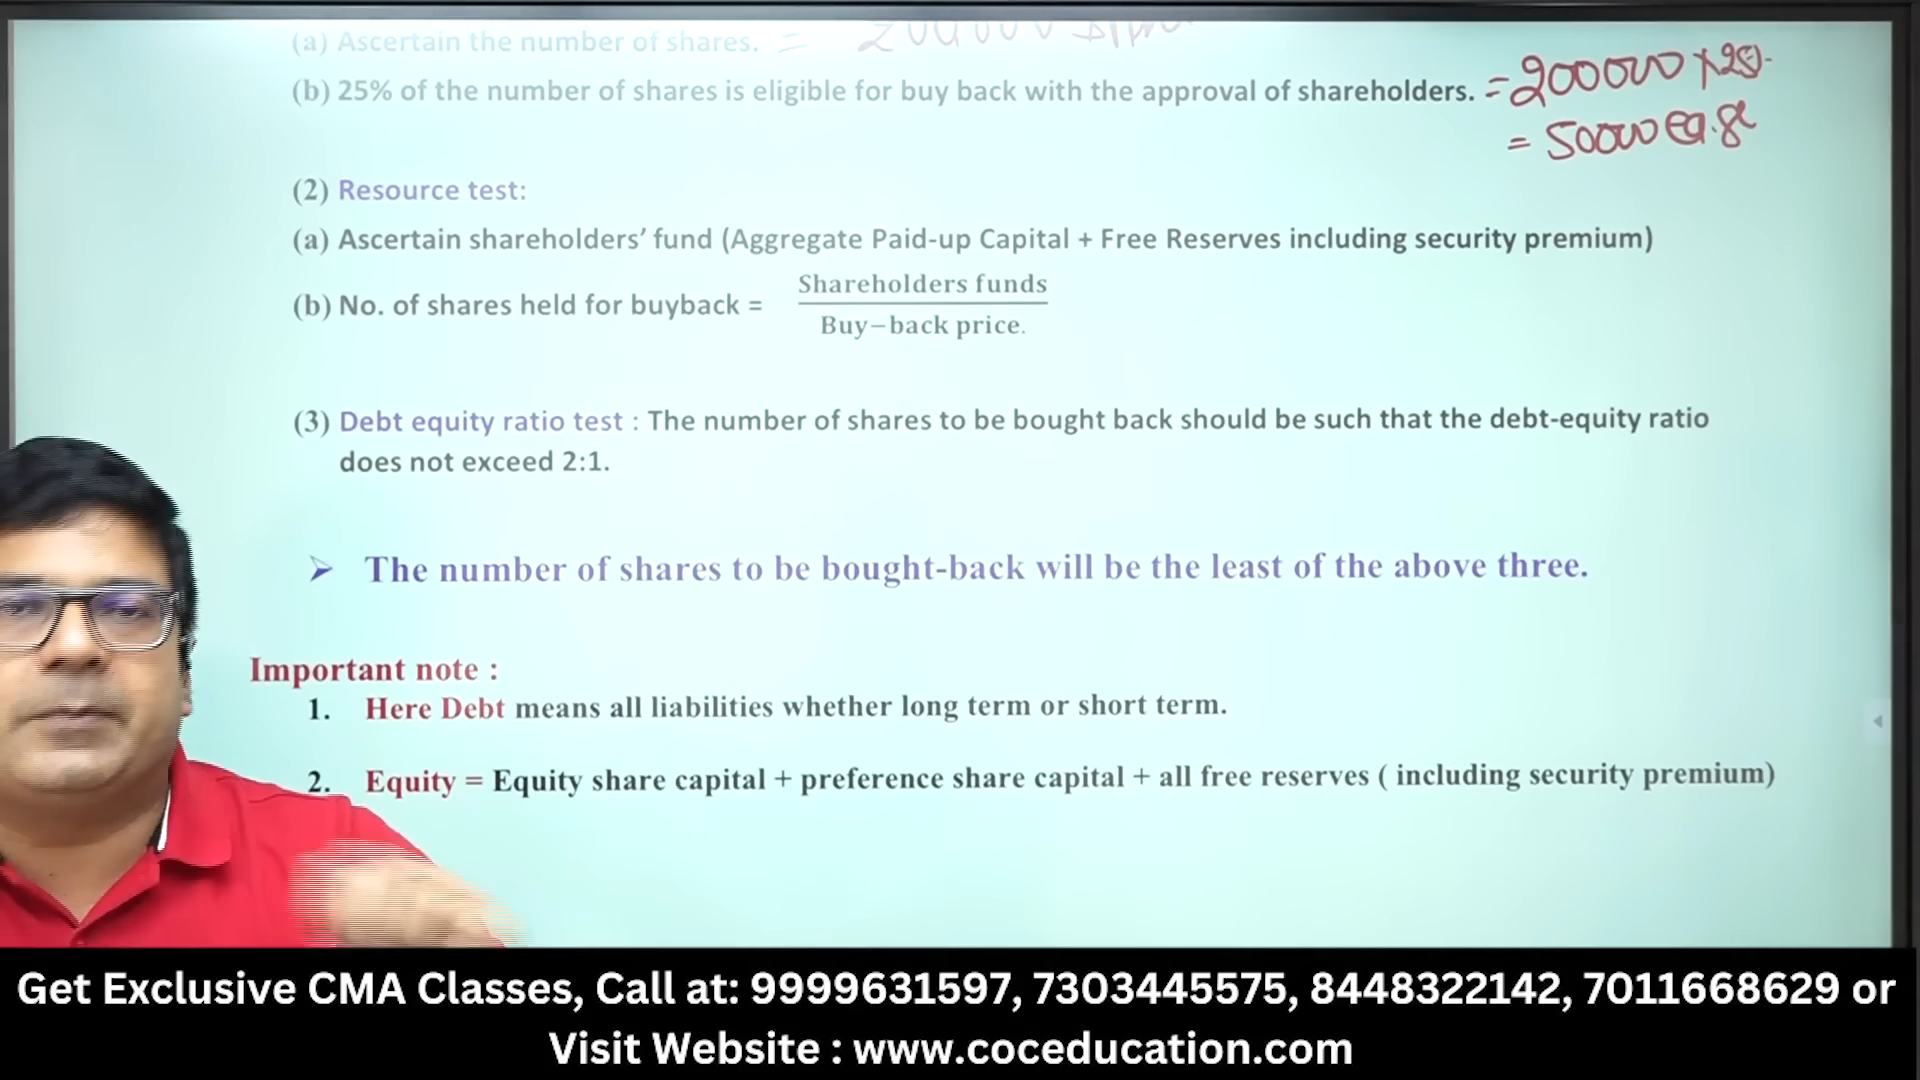 (a) Ascertain the number of shares. = 200000
(b) 25% of the number of shares is eligible for buy back with the approval of shareholders. = 200000 x 25%
= 50000 eq. sh
(2) Resource test:
(a) Ascertain shareholders’ fund (Aggregate Paid-up Capital + Free Reserves including security premium)
(b) No. of shares held for buyback = Shareholders funds
Buy-back price.
(3) Debt equity ratio test : The number of shares to be bought back should be such that the debt-equity ratio
does not exceed 2:1.
➢ The number of shares to be bought-back will be the least of the above three.
Important note :
1. Here Debt means all liabilities whether long term or short term.
2. Equity = Equity share capital + preference share capital + all free reserves ( including security premium)
Get Exclusive CMA Classes, Call at: 9999631597, 7303445575, 8448322142, 7011668629 or
Visit Website : www.coceducation.com